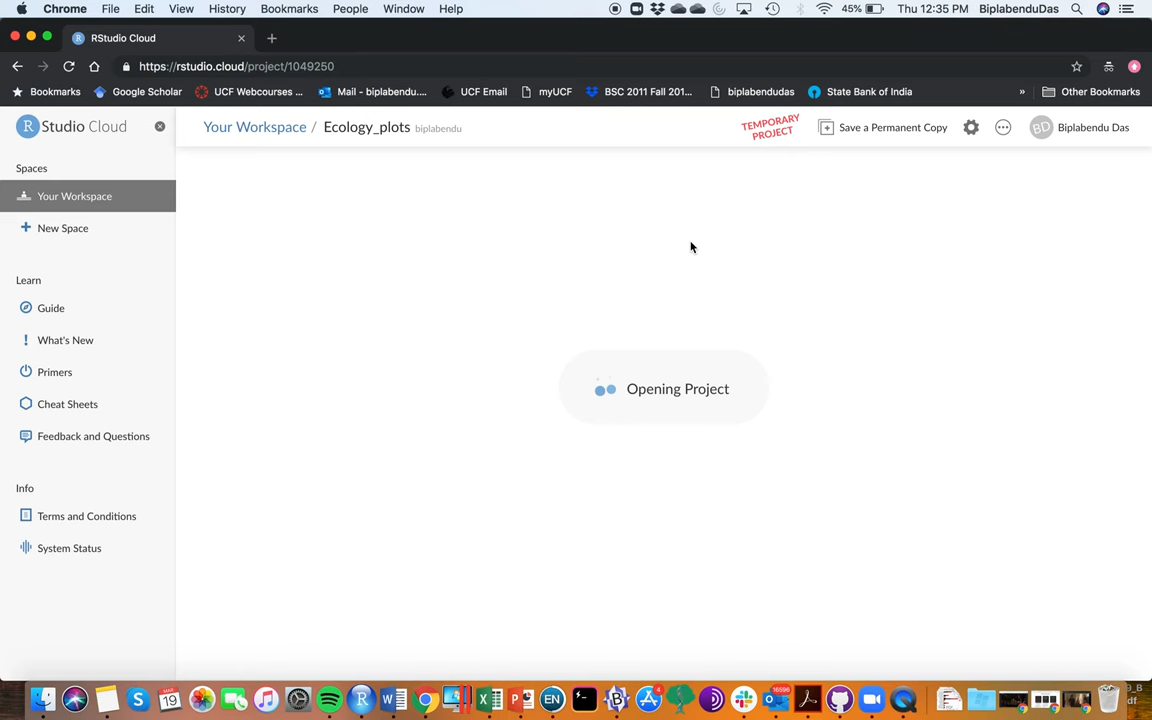 Chrome File Edit View History Bookmarks People Window Help 45% Thu 12:35 PM BiplabenduDas
RStudio Cloud
https://rstudio.cloud/project/1049250
Bookmarks Google Scholar UCF Webcourses ... Mail - biplabendu.... UCF Email myUCF BSC 2011 Fall 201... biplabendudas State Bank of India » Other Bookmarks
R Studio Cloud
Your Workspace / Ecology_plots biplabendu
TEMPORARY
PROJECT
Save a Permanent Copy
BD Biplabendu Das
Spaces
Your Workspace
New Space
Learn
Guide
What's New
Primers
Cheat Sheets
Feedback and Questions
Info
Terms and Conditions
System Status
Opening Project